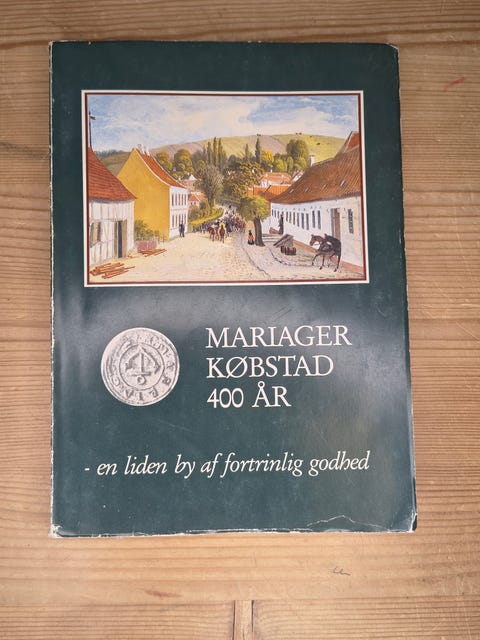 MARIAGER
KØBSTAD
400 ÅR
- en liden by af fortrinlig godhed